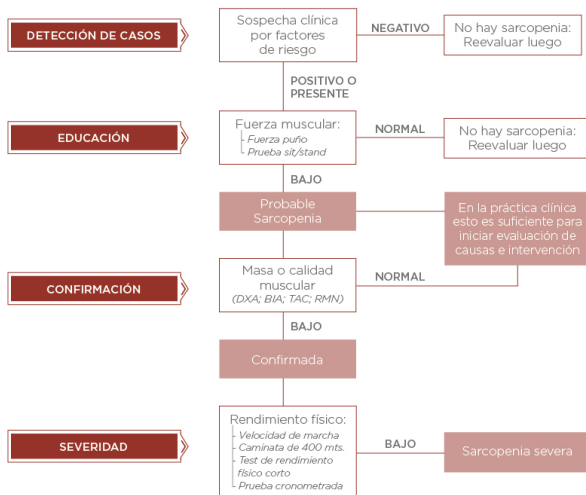 DETECCIÓN DE CASOS
Sospecha clínica
por factores
de riesgo
NEGATIVO
No hay sarcopenia:
Reevaluar luego
POSITIVO O
PRESENTE
EDUCACIÓN
Fuerza muscular:
- Fuerza puño
- Prueba sit/stand
NORMAL
No hay sarcopenia:
Reevaluar luego
BAJO
Probable
Sarcopenia
En la práctica clínica
esto es suficiente para
iniciar evaluación de
causas e intervención
CONFIRMACIÓN
Masa o calidad
muscular
(DXA; BIA; TAC; RMN)
NORMAL
BAJO
Confirmada
SEVERIDAD
Rendimiento físico:
- Velocidad de marcha
- Caminata de 400 mts.
- Test de rendimiento
físico corto
- Prueba cronometrada
BAJO
Sarcopenia severa